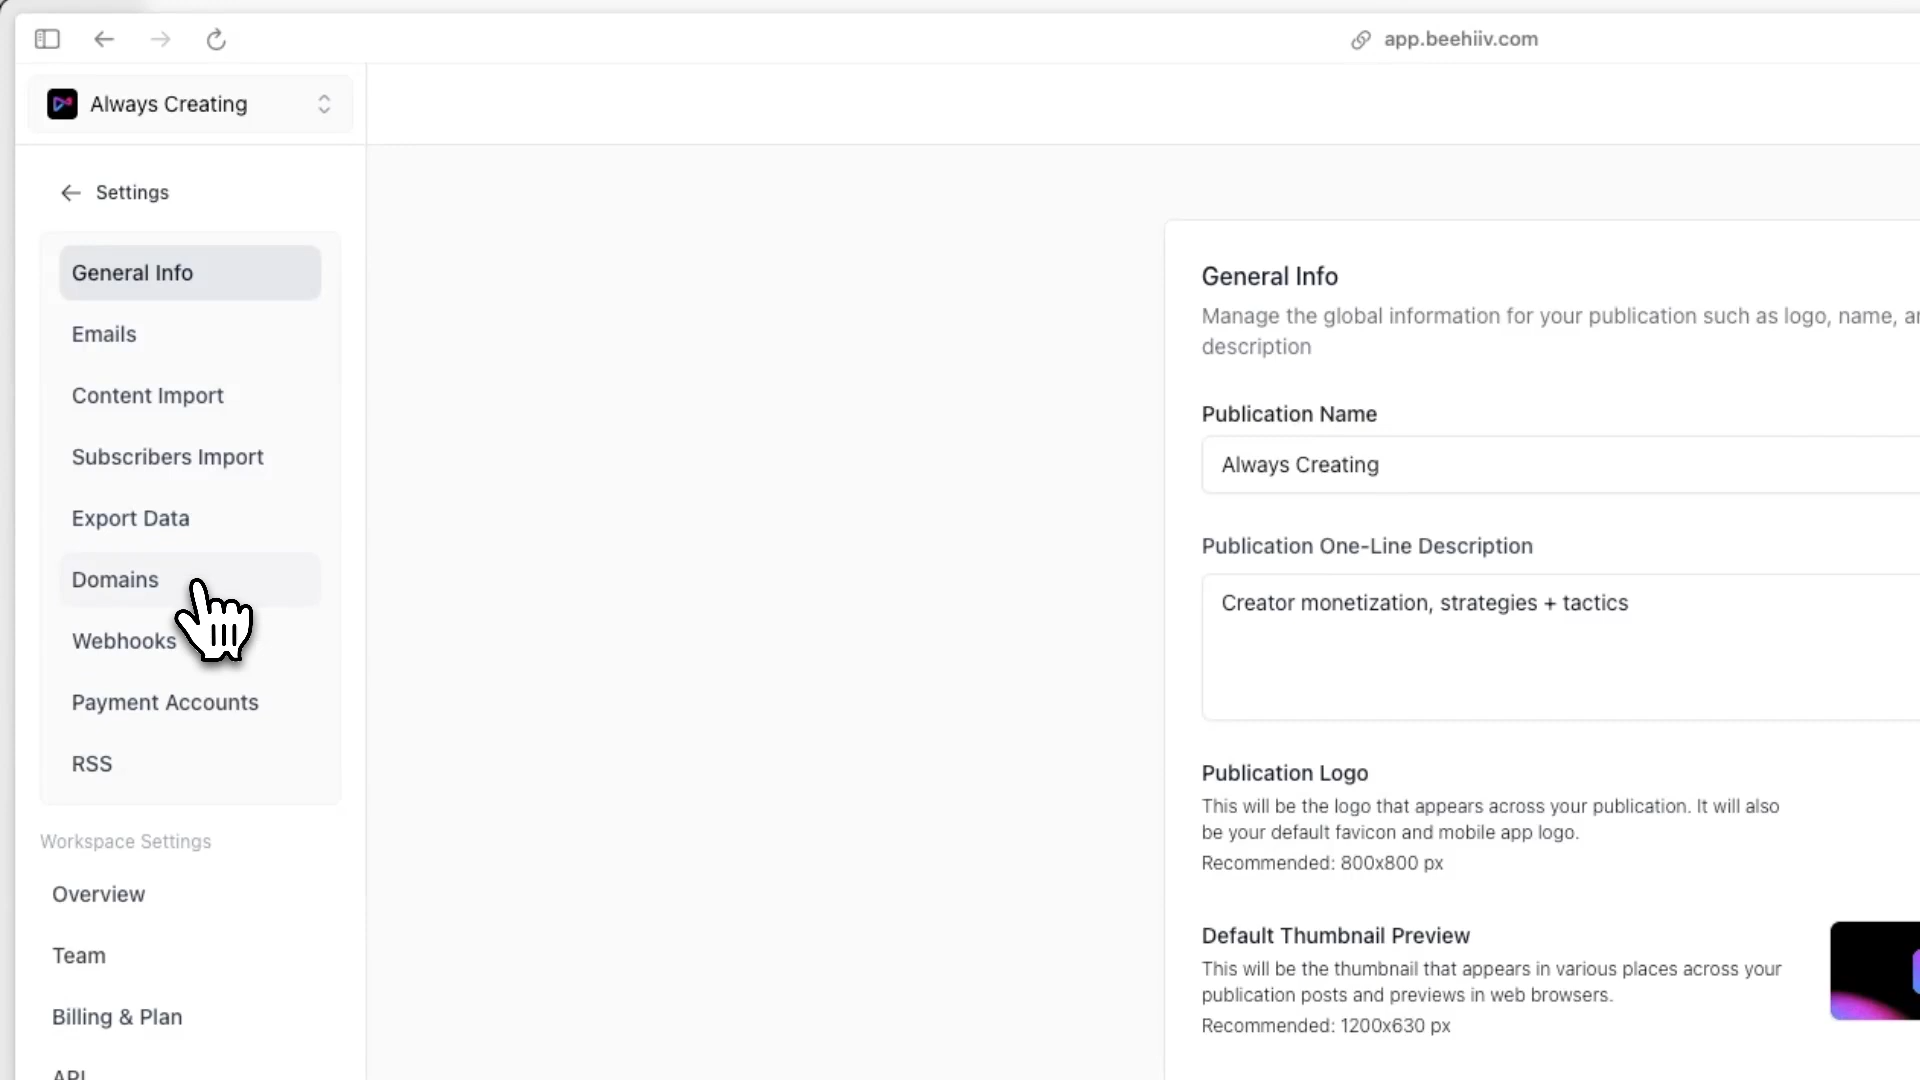 app.beehiiv.com
Always Creating
Settings
General Info
Emails
Content Import
Subscribers Import
Export Data
Domains
Webhooks
Payment Accounts
RSS
Workspace Settings
Overview
Team
Billing & Plan
API
General Info
Manage the global information for your publication such as logo, name,
description
Publication Name
Always Creating
Publication One-Line Description
Creator monetization, strategies + tactics
Publication Logo
This will be the logo that appears across your publication. It will also
be your default favicon and mobile app logo.
Recommended: 800x800 px
Default Thumbnail Preview
This will be the thumbnail that appears in various places across your
publication posts and previews in web browsers.
Recommended: 1200x630 px